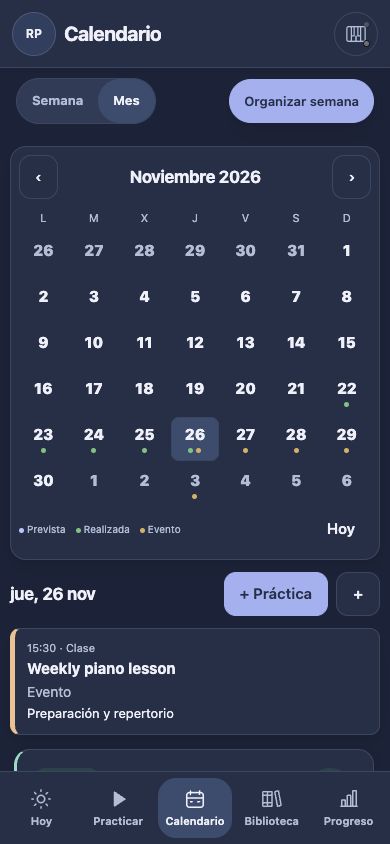 RP Calendario
Semana Mes Organizar semana
‹ Noviembre 2026 ›
L M X J V S D
26 27 28 29 30 31 1
2 3 4 5 6 7 8
9 10 11 12 13 14 15
16 17 18 19 20 21 22
23 24 25 26 27 28 29
30 1 2 3 4 5 6
Prevista Realizada Evento Hoy
jue, 26 nov + Práctica +
15:30 · Clase
Weekly piano lesson
Evento
Preparación y repertorio
Hoy Practicar Calendario Biblioteca Progreso